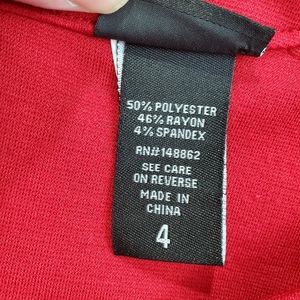 50% POLYESTER
46% RAYON
4% SPANDEX
RN#148862
SEE CARE
ON REVERSE
MADE IN
CHINA
4